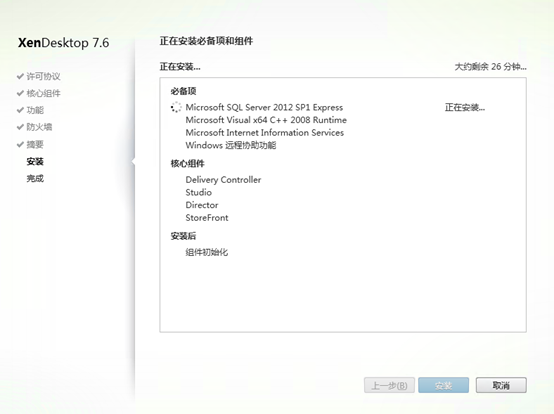 XenDesktop 7.6
许可协议
核心组件
功能
防火墙
摘要
安装
完成
正在安装必备项和组件
正在安装... 大约剩余 26 分钟...
必备项
Microsoft SQL Server 2012 SP1 Express 正在安装...
Microsoft Visual x64 C++ 2008 Runtime
Microsoft Internet Information Services
Windows 远程协助功能
核心组件
Delivery Controller
Studio
Director
StoreFront
安装后
组件初始化
上一步(B) 安装 取消